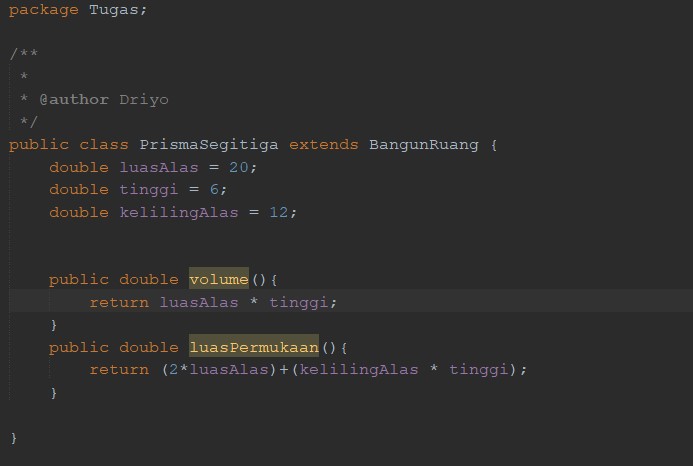 package Tugas;
/**
 *
 * @author Driyo
 */
public class PrismaSegitiga extends BangunRuang {
    double luasAlas = 20;
    double tinggi = 6;
    double kelilingAlas = 12;
    public double volume(){
        return luasAlas * tinggi;
    }
    public double luasPermukaan(){
        return (2*luasAlas)+(kelilingAlas * tinggi);
    }
}